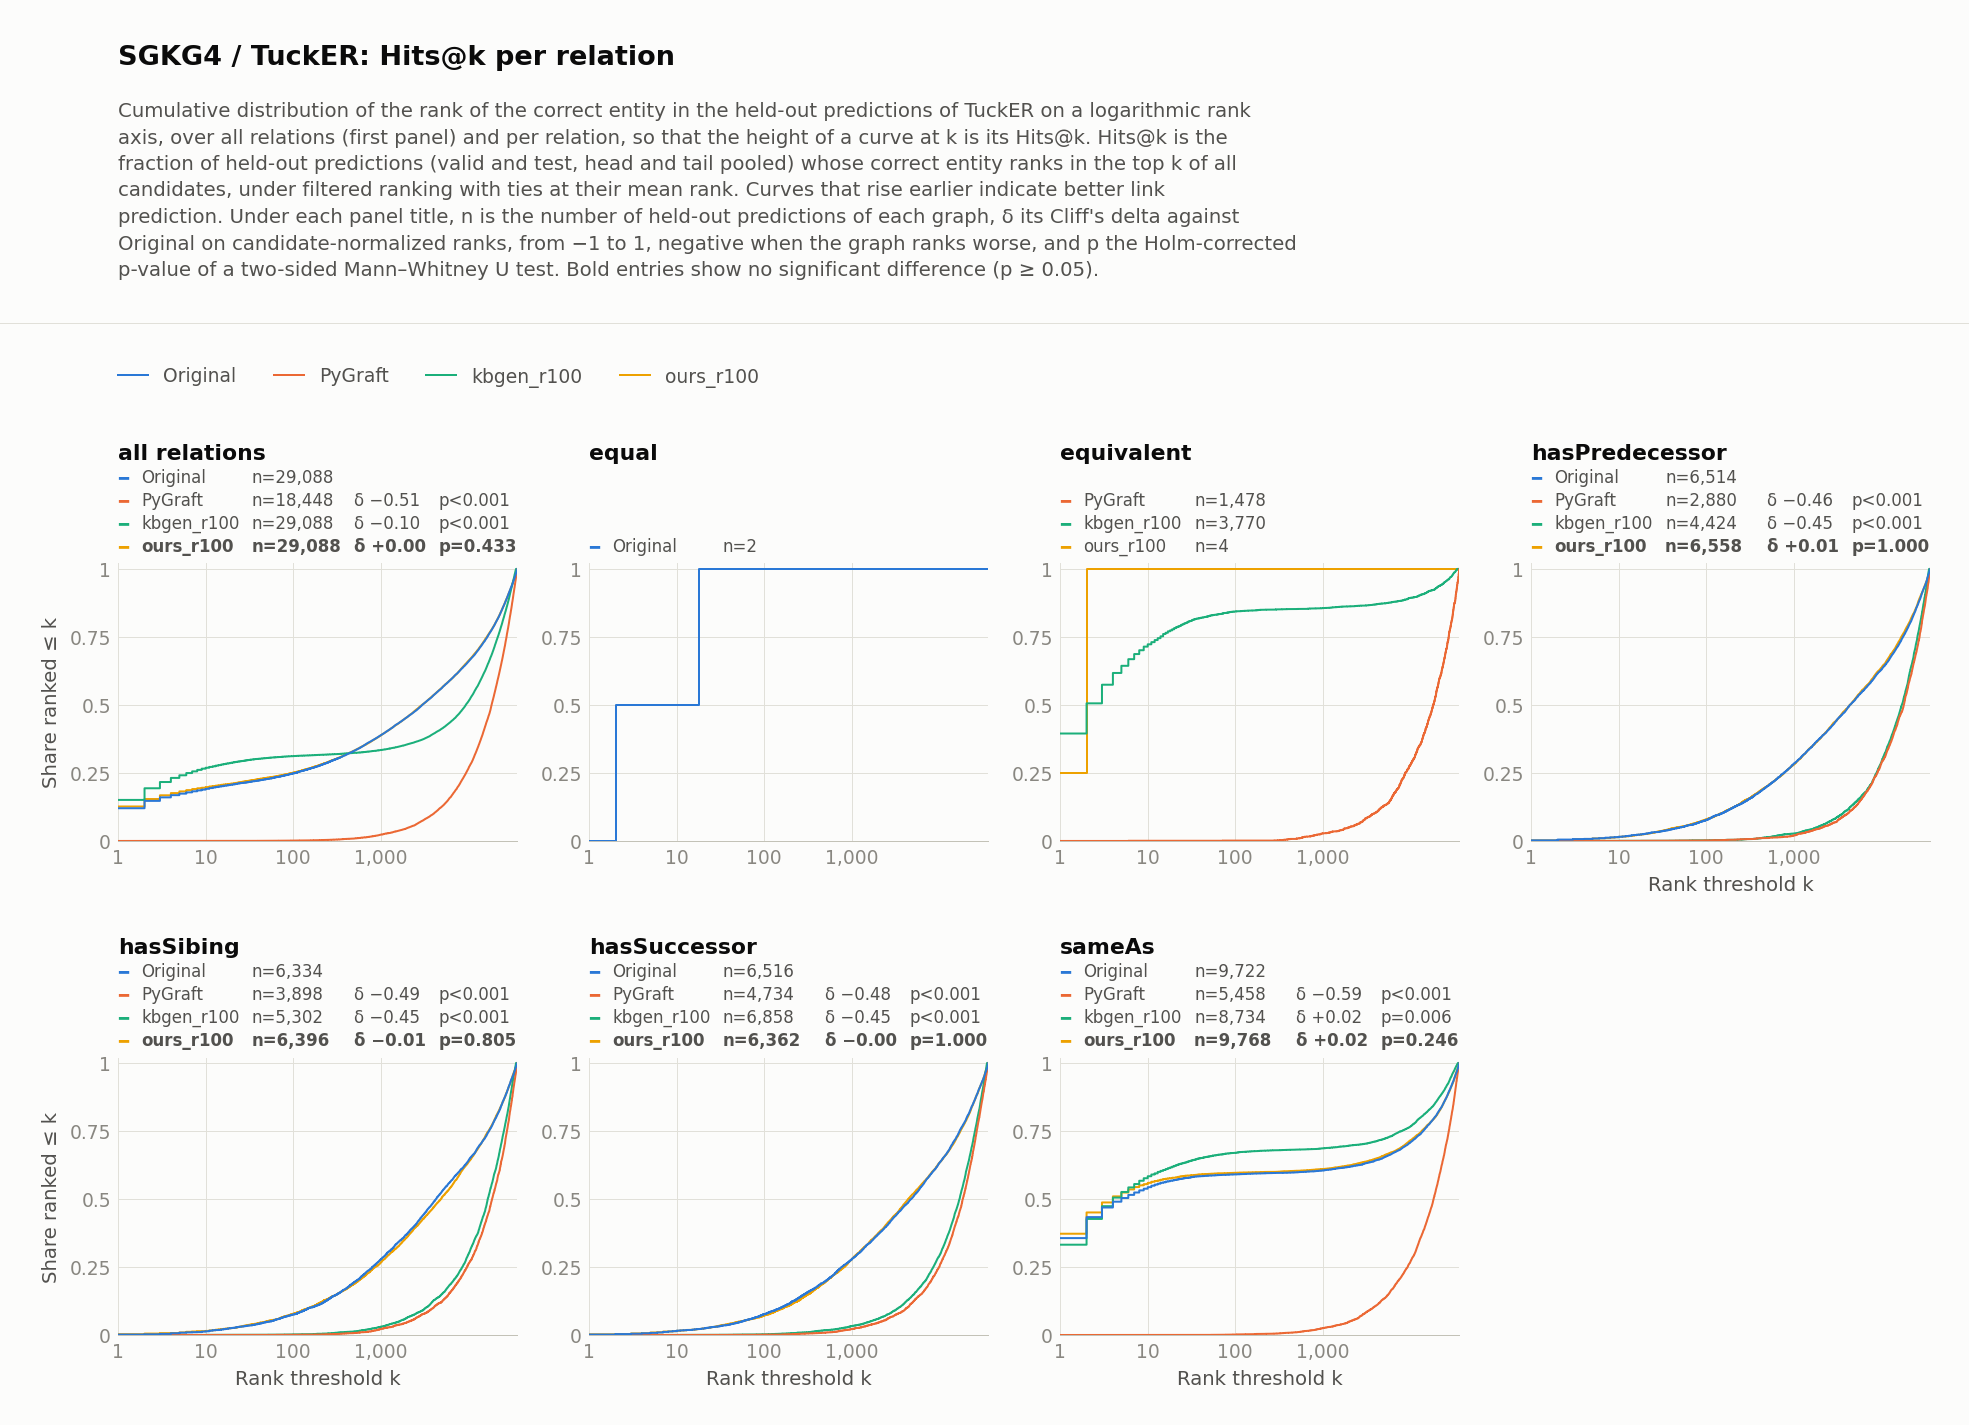 SGKG4 / TuckER: Hits@k per relation
Cumulative distribution of the rank of the correct entity in the held-out predictions of TuckER on a logarithmic rank
axis, over all relations (first panel) and per relation, so that the height of a curve at k is its Hits@k. Hits@k is the
fraction of held-out predictions (valid and test, head and tail pooled) whose correct entity ranks in the top k of all
candidates, under filtered ranking with ties at their mean rank. Curves that rise earlier indicate better link
prediction. Under each panel title, n is the number of held-out predictions of each graph, δ its Cliff's delta against
Original on candidate-normalized ranks, from −1 to 1, negative when the graph ranks worse, and p the Holm-corrected
p-value of a two-sided Mann–Whitney U test. Bold entries show no significant difference (p ≥ 0.05).
Original PyGraft kbgen_r100 ours_r100
all relations
Original n=29,088
PyGraft n=18,448 δ −0.51 p<0.001
kbgen_r100 n=29,088 δ −0.10 p<0.001
ours_r100 n=29,088 δ +0.00 p=0.433
Share ranked ≤ k
1
0.75
0.5
0.25
0
1 10 100 1,000
equal
Original n=2
1
0.75
0.5
0.25
0
1 10 100 1,000
equivalent
PyGraft n=1,478
kbgen_r100 n=3,770
ours_r100 n=4
1
0.75
0.5
0.25
0
1 10 100 1,000
hasPredecessor
Original n=6,514
PyGraft n=2,880 δ −0.46 p<0.001
kbgen_r100 n=4,424 δ −0.45 p<0.001
ours_r100 n=6,558 δ +0.01 p=1.000
1
0.75
0.5
0.25
0
1 10 100 1,000
Rank threshold k
hasSibing
Original n=6,334
PyGraft n=3,898 δ −0.49 p<0.001
kbgen_r100 n=5,302 δ −0.45 p<0.001
ours_r100 n=6,396 δ −0.01 p=0.805
Share ranked ≤ k
1
0.75
0.5
0.25
0
1 10 100 1,000
Rank threshold k
hasSuccessor
Original n=6,516
PyGraft n=4,734 δ −0.48 p<0.001
kbgen_r100 n=6,858 δ −0.45 p<0.001
ours_r100 n=6,362 δ −0.00 p=1.000
1
0.75
0.5
0.25
0
1 10 100 1,000
Rank threshold k
sameAs
Original n=9,722
PyGraft n=5,458 δ −0.59 p<0.001
kbgen_r100 n=8,734 δ +0.02 p=0.006
ours_r100 n=9,768 δ +0.02 p=0.246
1
0.75
0.5
0.25
0
1 10 100 1,000
Rank threshold k